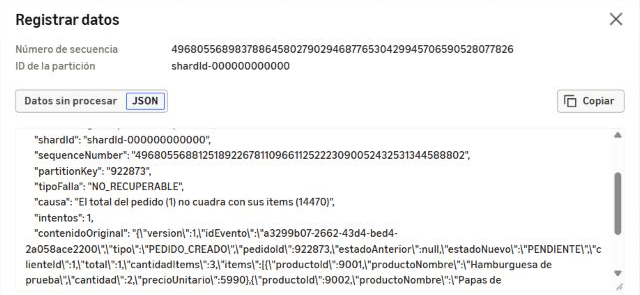 Registrar datos
Número de secuencia 49680556898378864580279029468776530429945706590528077826
ID de la partición shardId-000000000000
Datos sin procesar JSON Copiar
"shardId": "shardId-000000000000",
"sequenceNumber": "49680556881251892267811096611252223090052432531344588802",
"partitionKey": "922873",
"tipoFalla": "NO_RECUPERABLE",
"causa": "El total del pedido (1) no cuadra con sus items (14470)",
"intentos": 1,
"contenidoOriginal": "{\"version\":1,\"idEvento\":\"a3299b07-2662-43d4-bed4-
2a058ace2200\",\"tipo\":\"PEDIDO_CREADO\",\"pedidoId\":922873,\"estadoAnterior\":null,\"estadoNuevo\":\"PENDIENTE\",\"c
lienteId\":1,\"total\":1,\"cantidadItems\":3,\"items\":[{\"productoId\":9001,\"productoNombre\":\"Hamburguesa de
prueba\",\"cantidad\":2,\"precioUnitario\":5990},{\"productoId\":9002,\"productoNombre\":\"Papas de